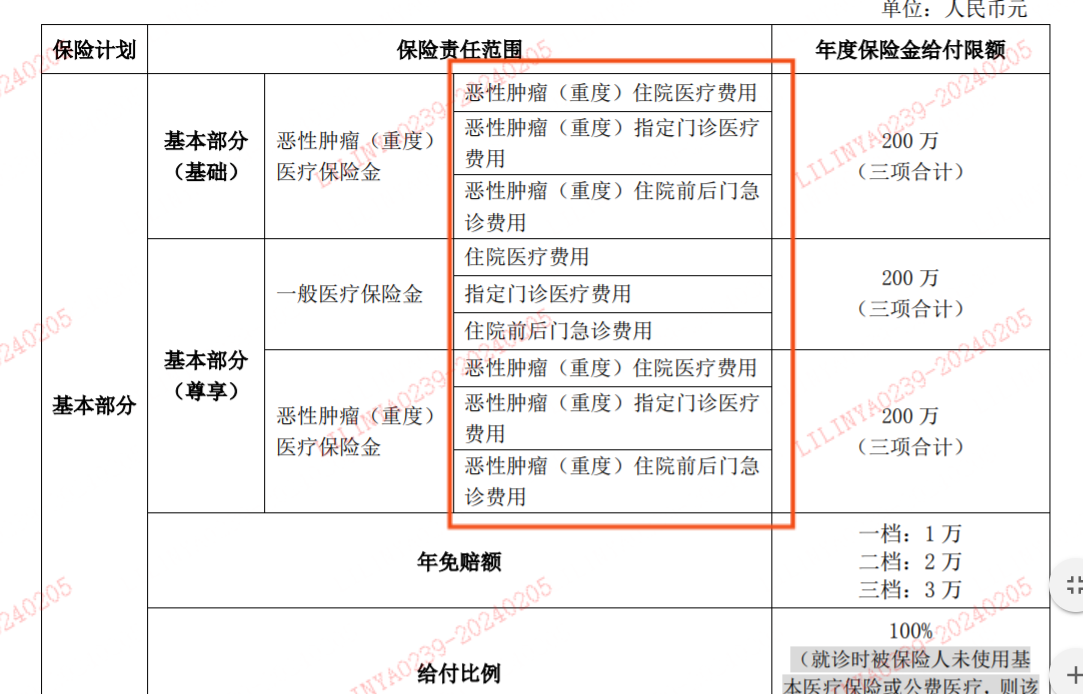 单位：人民币元
保险计划
保险责任范围
年度保险金给付限额
基本部分
基本部分
（基础）
恶性肿瘤（重度）
医疗保险金
恶性肿瘤（重度）住院医疗费用
恶性肿瘤（重度）指定门诊医疗
费用
恶性肿瘤（重度）住院前后门急
诊费用
200 万
（三项合计）
基本部分
（尊享）
一般医疗保险金
住院医疗费用
指定门诊医疗费用
住院前后门急诊费用
200 万
（三项合计）
恶性肿瘤（重度）
医疗保险金
恶性肿瘤（重度）住院医疗费用
恶性肿瘤（重度）指定门诊医疗
费用
恶性肿瘤（重度）住院前后门急
诊费用
200 万
（三项合计）
年免赔额
一档：1 万
二档：2 万
三档：3 万
给付比例
100%
（就诊时被保险人未使用基
本医疗保险或公费医疗，则该
LILINYA0239-20240205
LILINYA0239-20240205
LILINYA0239-20240205
LILINYA0239-20240205